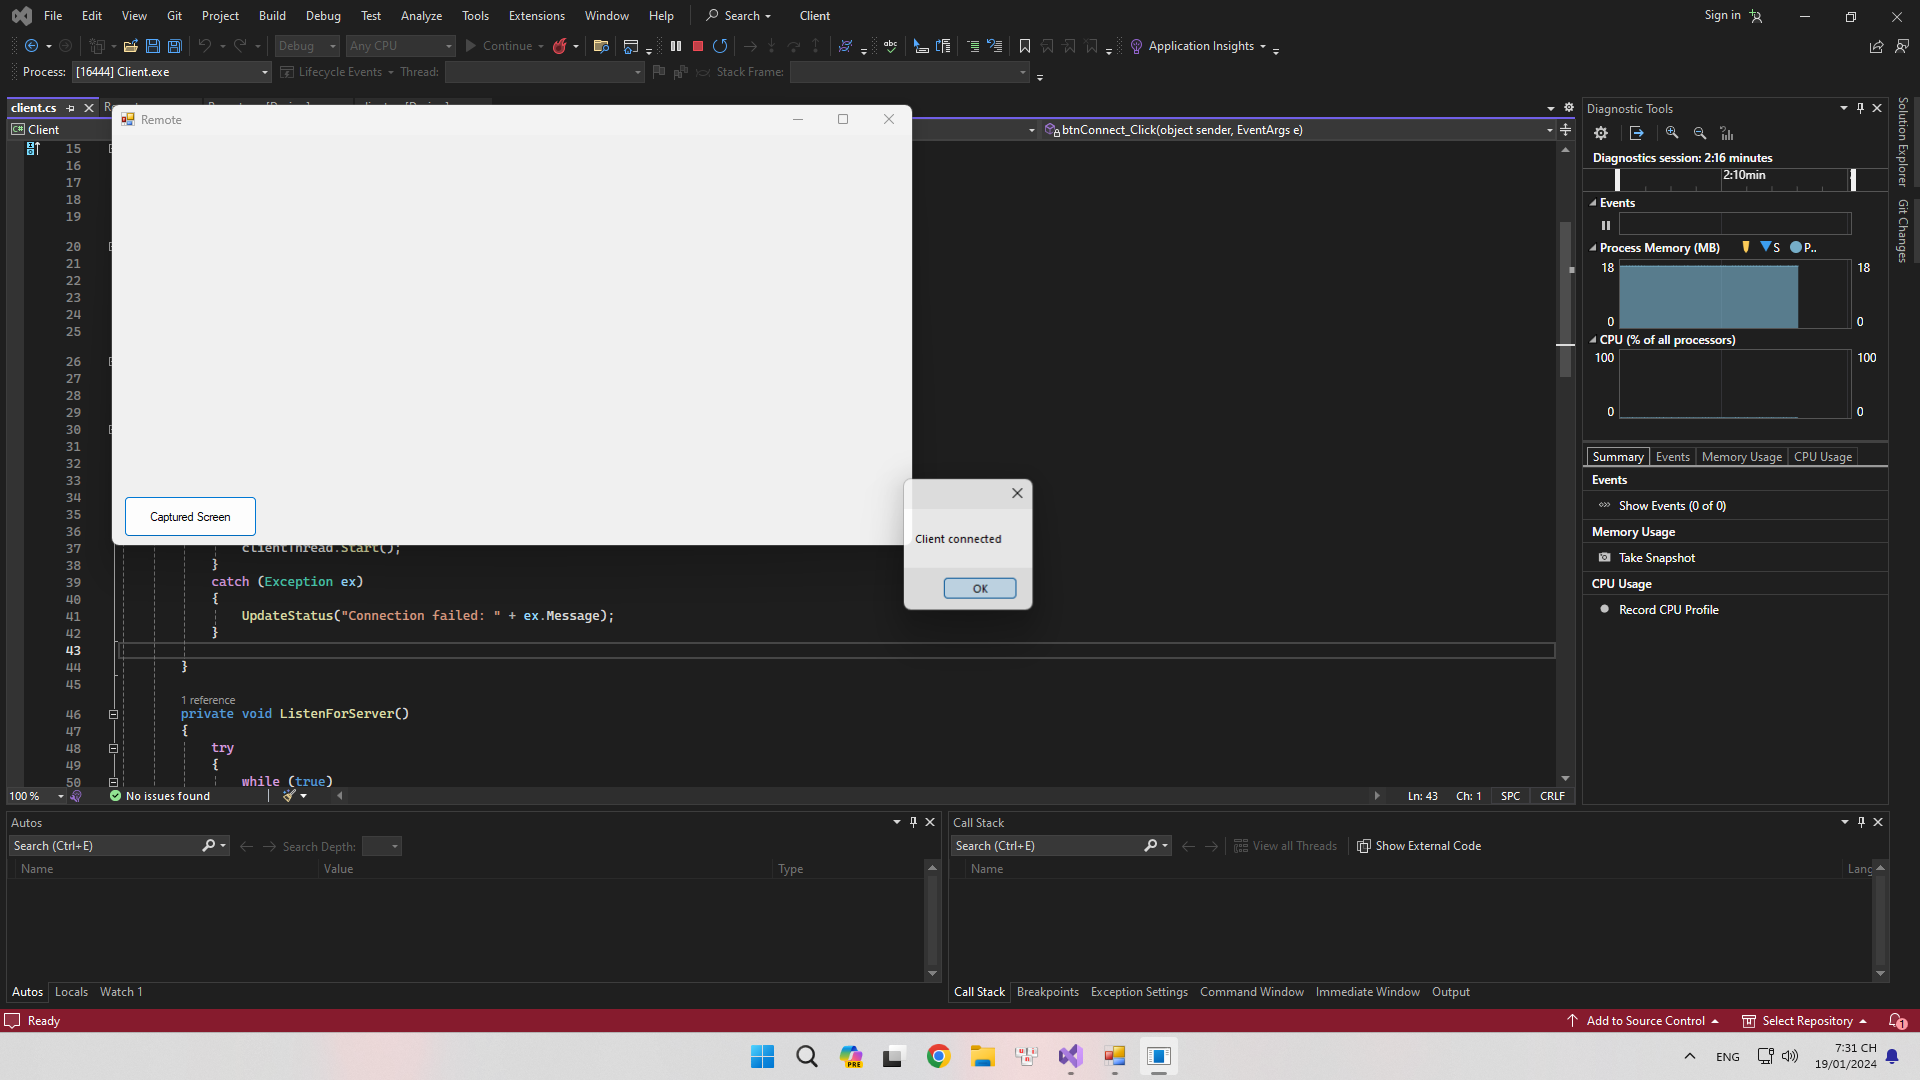 File Edit View Git Project Build Debug Test Analyze Tools Extensions Window Help Search Client Sign in
Debug Any CPU Continue Application Insights
Process: [16444] Client.exe Lifecycle Events Thread: Stack Frame:
client.cs
Client btnConnect_Click(object sender, EventArgs e)
Remote
15
16
17
18
19
20
21
22
23
24
25
26
27
28
29
30
31
32
33
34
35
36
Captured Screen
37 clientThread.Start();
38 }
39 catch (Exception ex)
40 {
41 UpdateStatus("Connection failed: " + ex.Message);
42 }
43
44 }
45
1 reference
46 private void ListenForServer()
47 {
48 try
49 {
50 while (true)
Client connected
OK
100 % No issues found Ln: 43 Ch: 1 SPC CRLF
Diagnostic Tools
Diagnostics session: 2:16 minutes
2:10min
Events
Process Memory (MB) S P..
18 18
0 0
CPU (% of all processors)
100 100
0 0
Summary Events Memory Usage CPU Usage
Events
Show Events (0 of 0)
Memory Usage
Take Snapshot
CPU Usage
Record CPU Profile
Solution Explorer
Git Changes
Autos
Search (Ctrl+E) Search Depth:
Name Value Type
Autos Locals Watch 1
Call Stack
Search (Ctrl+E) View all Threads Show External Code
Name Lang
Call Stack Breakpoints Exception Settings Command Window Immediate Window Output
Ready Add to Source Control Select Repository 1
PRE
ENG
7:31 CH
19/01/2024